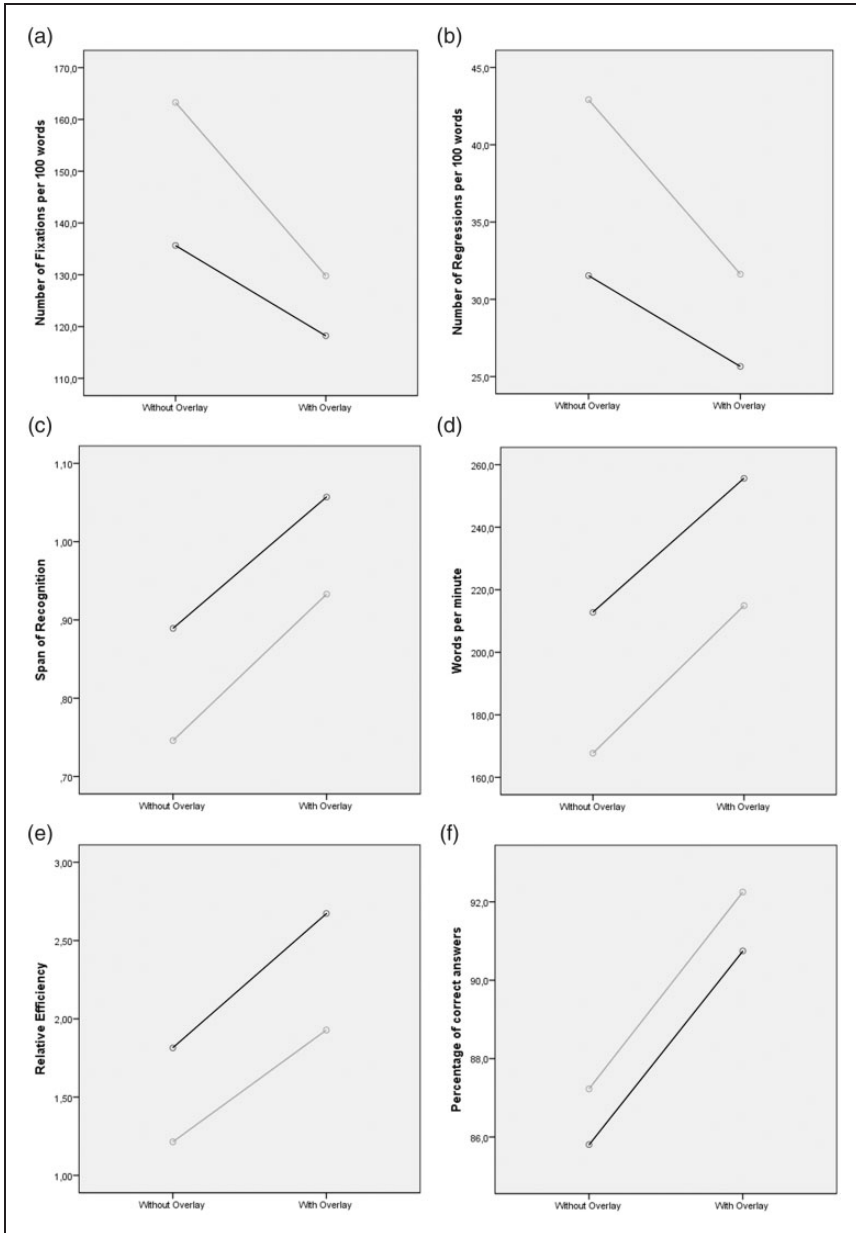 (a)
Number of Fixations per 100 words
170,0
160,0
150,0
140,0
130,0
120,0
110,0
Without Overlay
With Overlay
(b)
Number of Regressions per 100 words
45,0
40,0
35,0
30,0
25,0
Without Overlay
With Overlay
(c)
Span of Recognition
1,10
1,00
,90
,80
,70
Without Overlay
With Overlay
(d)
Words per minute
260,0
240,0
220,0
200,0
180,0
160,0
Without Overlay
With Overlay
(e)
Relative Efficiency
3,00
2,50
2,00
1,50
1,00
Without Overlay
With Overlay
(f)
Percentage of correct answers
92,0
90,0
88,0
86,0
Without Overlay
With Overlay